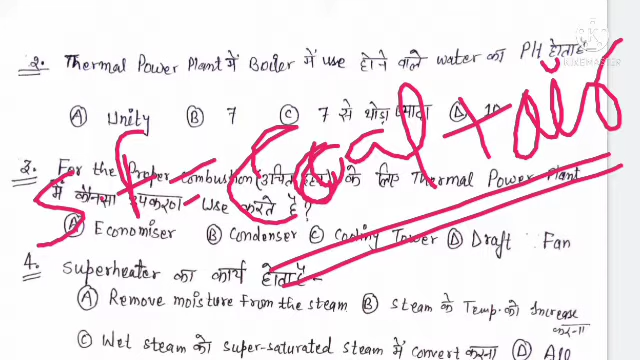 KINEMASTER
2. Thermal Power Plant में Boiler में use होने वाले water का PH होता है
Ⓐ Unity Ⓑ 7 Ⓒ 7 से थोड़ा ज्यादा Ⓓ 10
3. For the Proper Combustion (उचित दहन) के लिए Thermal Power Plant
में कौनसा उपकरण use करते है?
Ⓐ Economiser Ⓑ Condenser Ⓒ Cooling Tower Ⓓ Draft Fan
4. Superheater का कार्य होता है -
Ⓐ Remove moisture from the steam Ⓑ Steam के Temp. को Increase
करना
Ⓒ Wet steam को super-saturated steam में convert करना Ⓓ All
Sf = Coal +